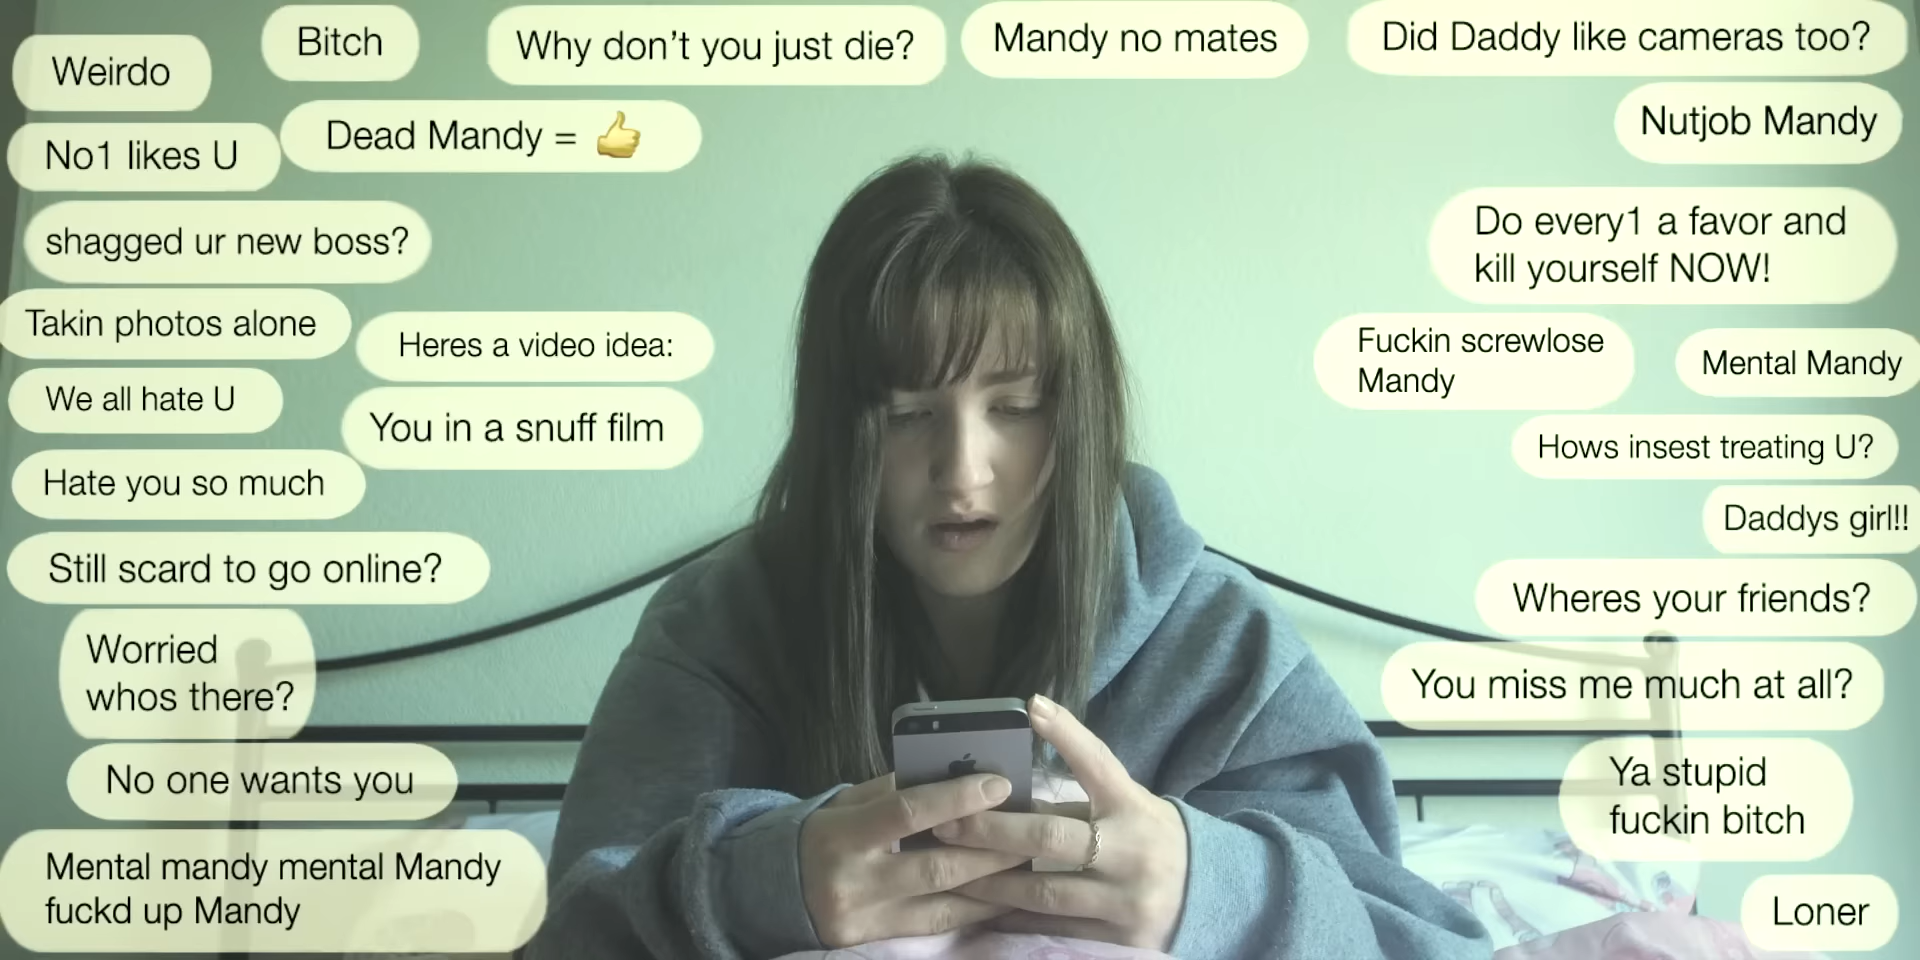 Weirdo
Bitch
Why don't you just die?
Mandy no mates
Did Daddy like cameras too?
No1 likes U
Dead Mandy = 👍
Nutjob Mandy
shagged ur new boss?
Do every1 a favor and
kill yourself NOW!
Takin photos alone
Heres a video idea:
Fuckin screwlose
Mandy
Mental Mandy
We all hate U
You in a snuff film
Hows insest treating U?
Hate you so much
Daddys girl!!
Still scard to go online?
Wheres your friends?
Worried
whos there?
You miss me much at all?
No one wants you
Ya stupid
fuckin bitch
Mental mandy mental Mandy
fuckd up Mandy
Loner